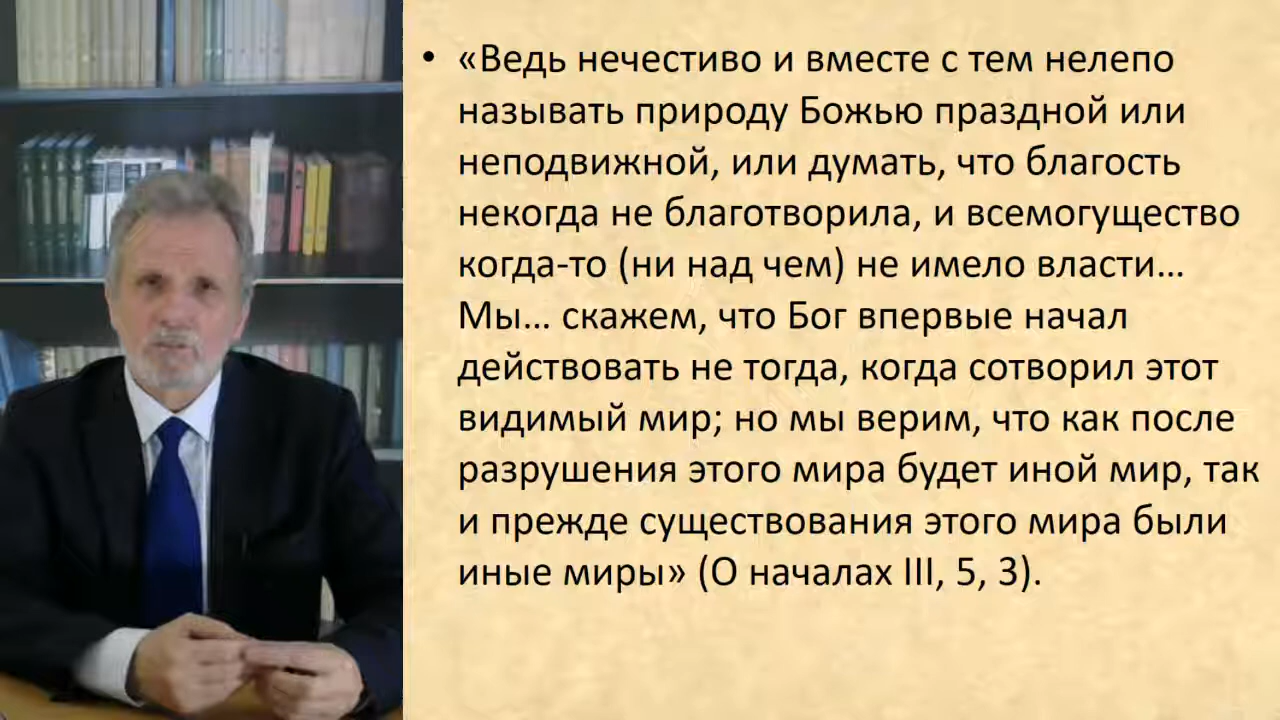 • «Ведь нечестиво и вместе с тем нелепо
называть природу Божью праздной или
неподвижной, или думать, что благость
некогда не благотворила, и всемогущество
когда-то (ни над чем) не имело власти…
Мы… скажем, что Бог впервые начал
действовать не тогда, когда сотворил этот
видимый мир; но мы верим, что как после
разрушения этого мира будет иной мир, так
и прежде существования этого мира были
иные миры» (О началах III, 5, 3).